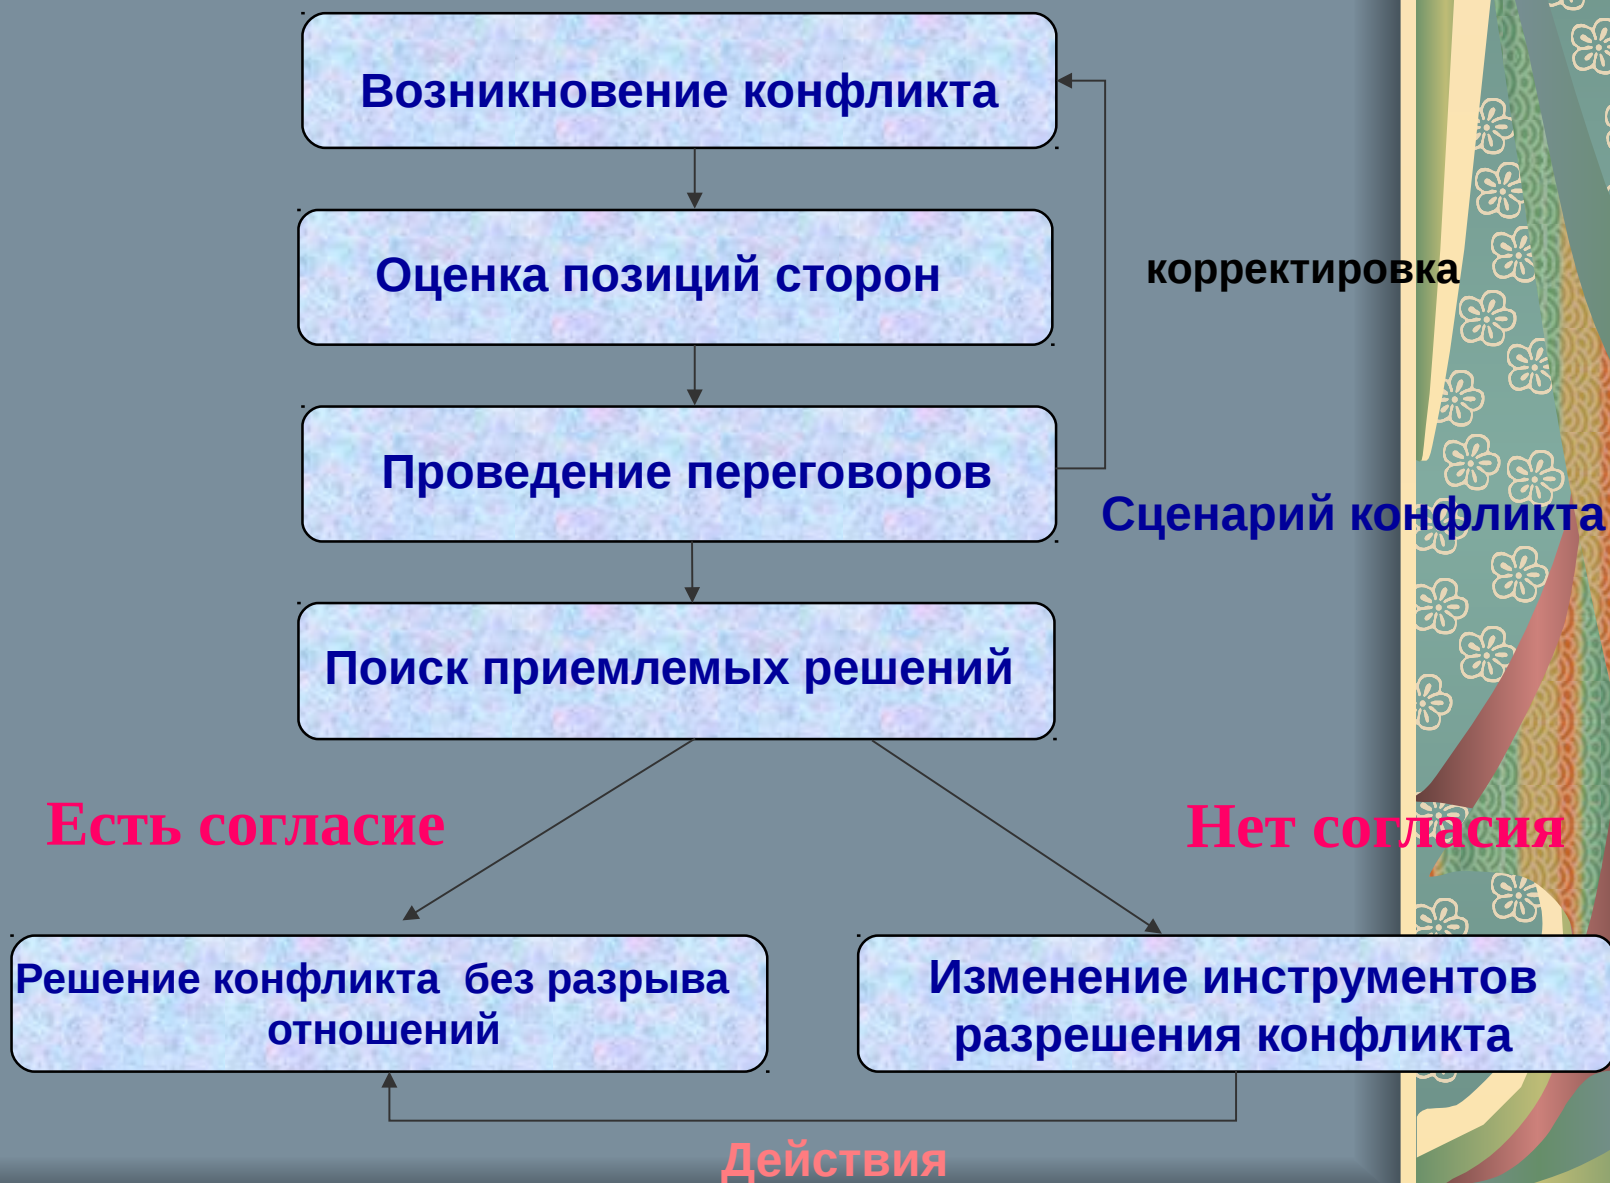 Возникновение конфликта
Оценка позиций сторон
корректировка
Проведение переговоров
Сценарий конфликта
Поиск приемлемых решений
Есть согласие
Нет согласия
Решение конфликта  без разрыва
отношений
Изменение инструментов
разрешения конфликта
Действия